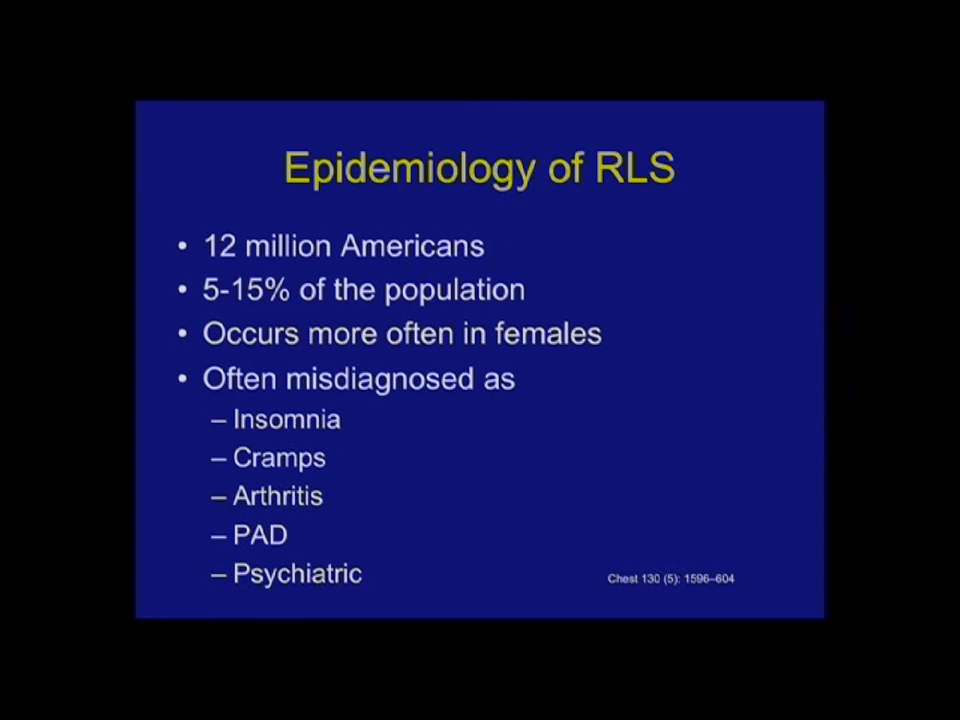 Epidemiology of RLS
• 12 million Americans
• 5-15% of the population
• Occurs more often in females
• Often misdiagnosed as
– Insomnia
– Cramps
– Arthritis
– PAD
– Psychiatric
Chest 130 (5): 1596–604